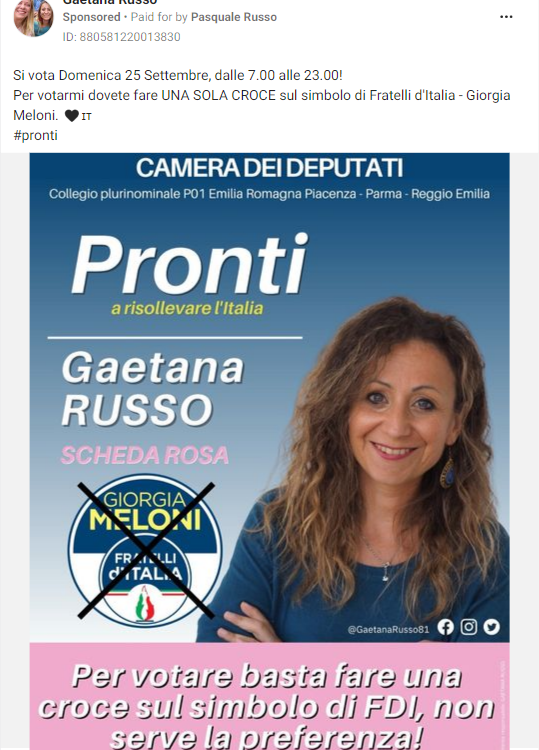 Gaetana Russo
Sponsored • Paid for by Pasquale Russo
ID: 880581220013830
Si vota Domenica 25 Settembre, dalle 7.00 alle 23.00!
Per votarmi dovete fare UNA SOLA CROCE sul simbolo di Fratelli d'Italia - Giorgia
Meloni. 🖤 IT
#pronti
CAMERA DEI DEPUTATI
Collegio plurinominale P01 Emilia Romagna Piacenza - Parma - Reggio Emilia
Pronti
a risollevare l'Italia
Gaetana
RUSSO
SCHEDA ROSA
GIORGIA
MELONI
FRATELLI
d'ITALIA
@GaetanaRusso81
Per votare basta fare una
croce sul simbolo di FDI, non
serve la preferenza!